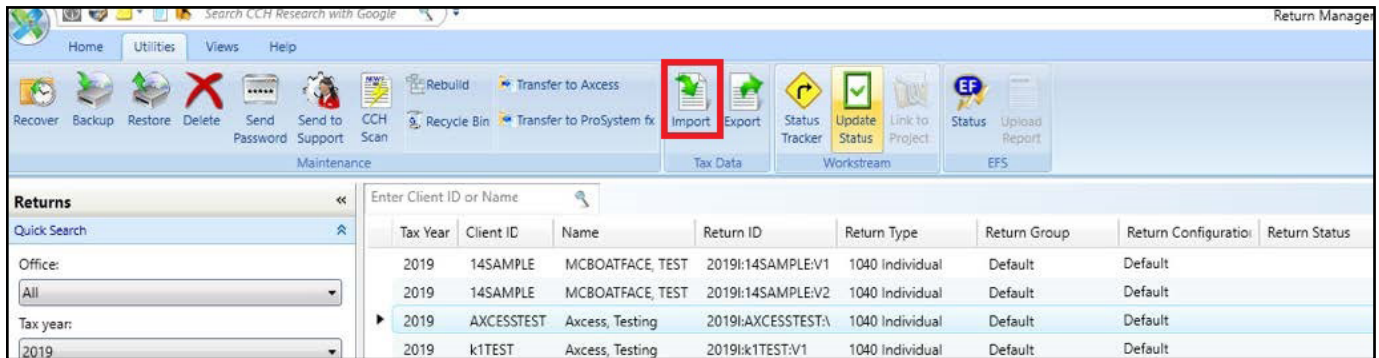 Search CCH Research with Google
Return Manager
Home Utilities Views Help
Recover Backup Restore Delete Send Password Send to Support CCH Scan Rebuild Recycle Bin Transfer to Axcess Transfer to ProSystem fx Import Export Status Tracker Update Status Link to Project EF Status Upload Report
Maintenance Tax Data Workstream EFS
Returns « Enter Client ID or Name
Quick Search Tax Year Client ID Name Return ID Return Type Return Group Return Configuration Return Status
Office: 2019 14SAMPLE MCBOATFACE, TEST 2019I:14SAMPLE:V1 1040 Individual Default Default
All 2019 14SAMPLE MCBOATFACE, TEST 2019I:14SAMPLE:V2 1040 Individual Default Default
Tax year: 2019 AXCESSTEST Axcess, Testing 2019I:AXCESSTEST:\ 1040 Individual Default Default
2019 2019 k1TEST Axcess, Testing 2019I:k1TEST:V1 1040 Individual Default Default